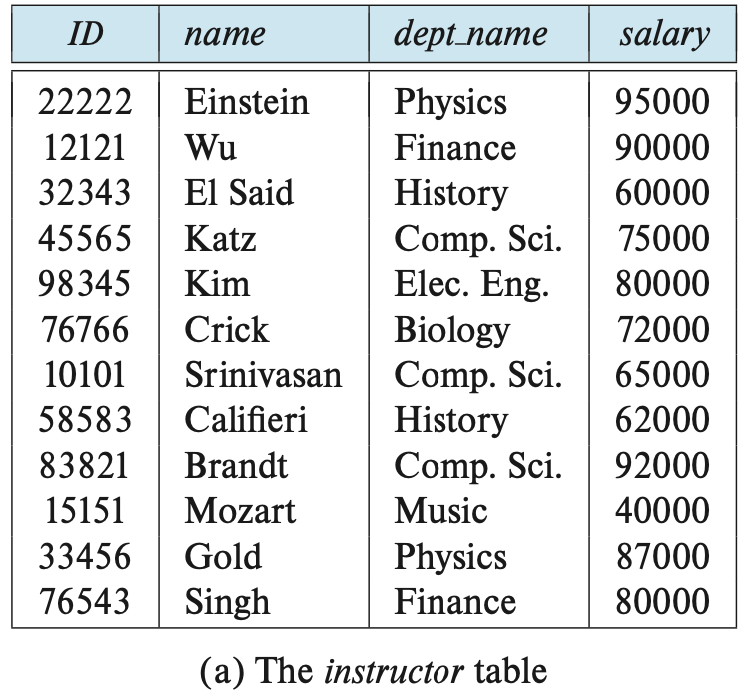 ID name dept_name salary
22222 Einstein Physics 95000
12121 Wu Finance 90000
32343 El Said History 60000
45565 Katz Comp. Sci. 75000
98345 Kim Elec. Eng. 80000
76766 Crick Biology 72000
10101 Srinivasan Comp. Sci. 65000
58583 Califieri History 62000
83821 Brandt Comp. Sci. 92000
15151 Mozart Music 40000
33456 Gold Physics 87000
76543 Singh Finance 80000
(a) The instructor table